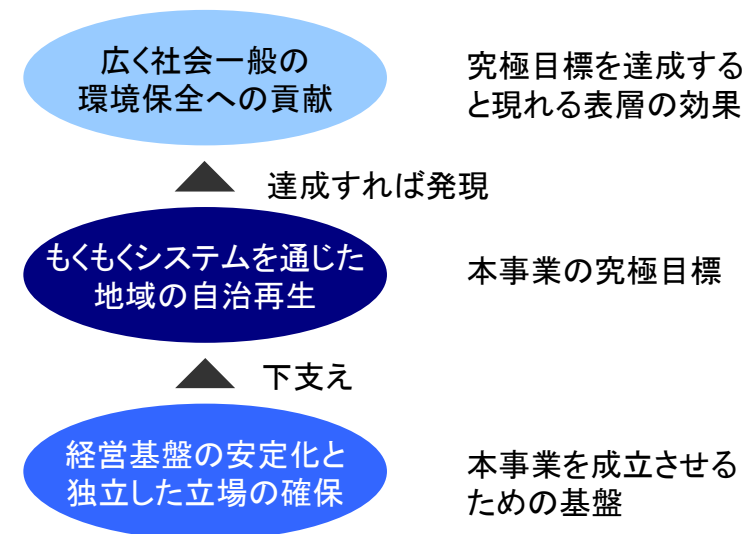 広く社会一般の
環境保全への貢献
究極目標を達成する
と現れる表層の効果
達成すれば発現
もくもくシステムを通じた
地域の自治再生
本事業の究極目標
下支え
経営基盤の安定化と
独立した立場の確保
本事業を成立させる
ための基盤